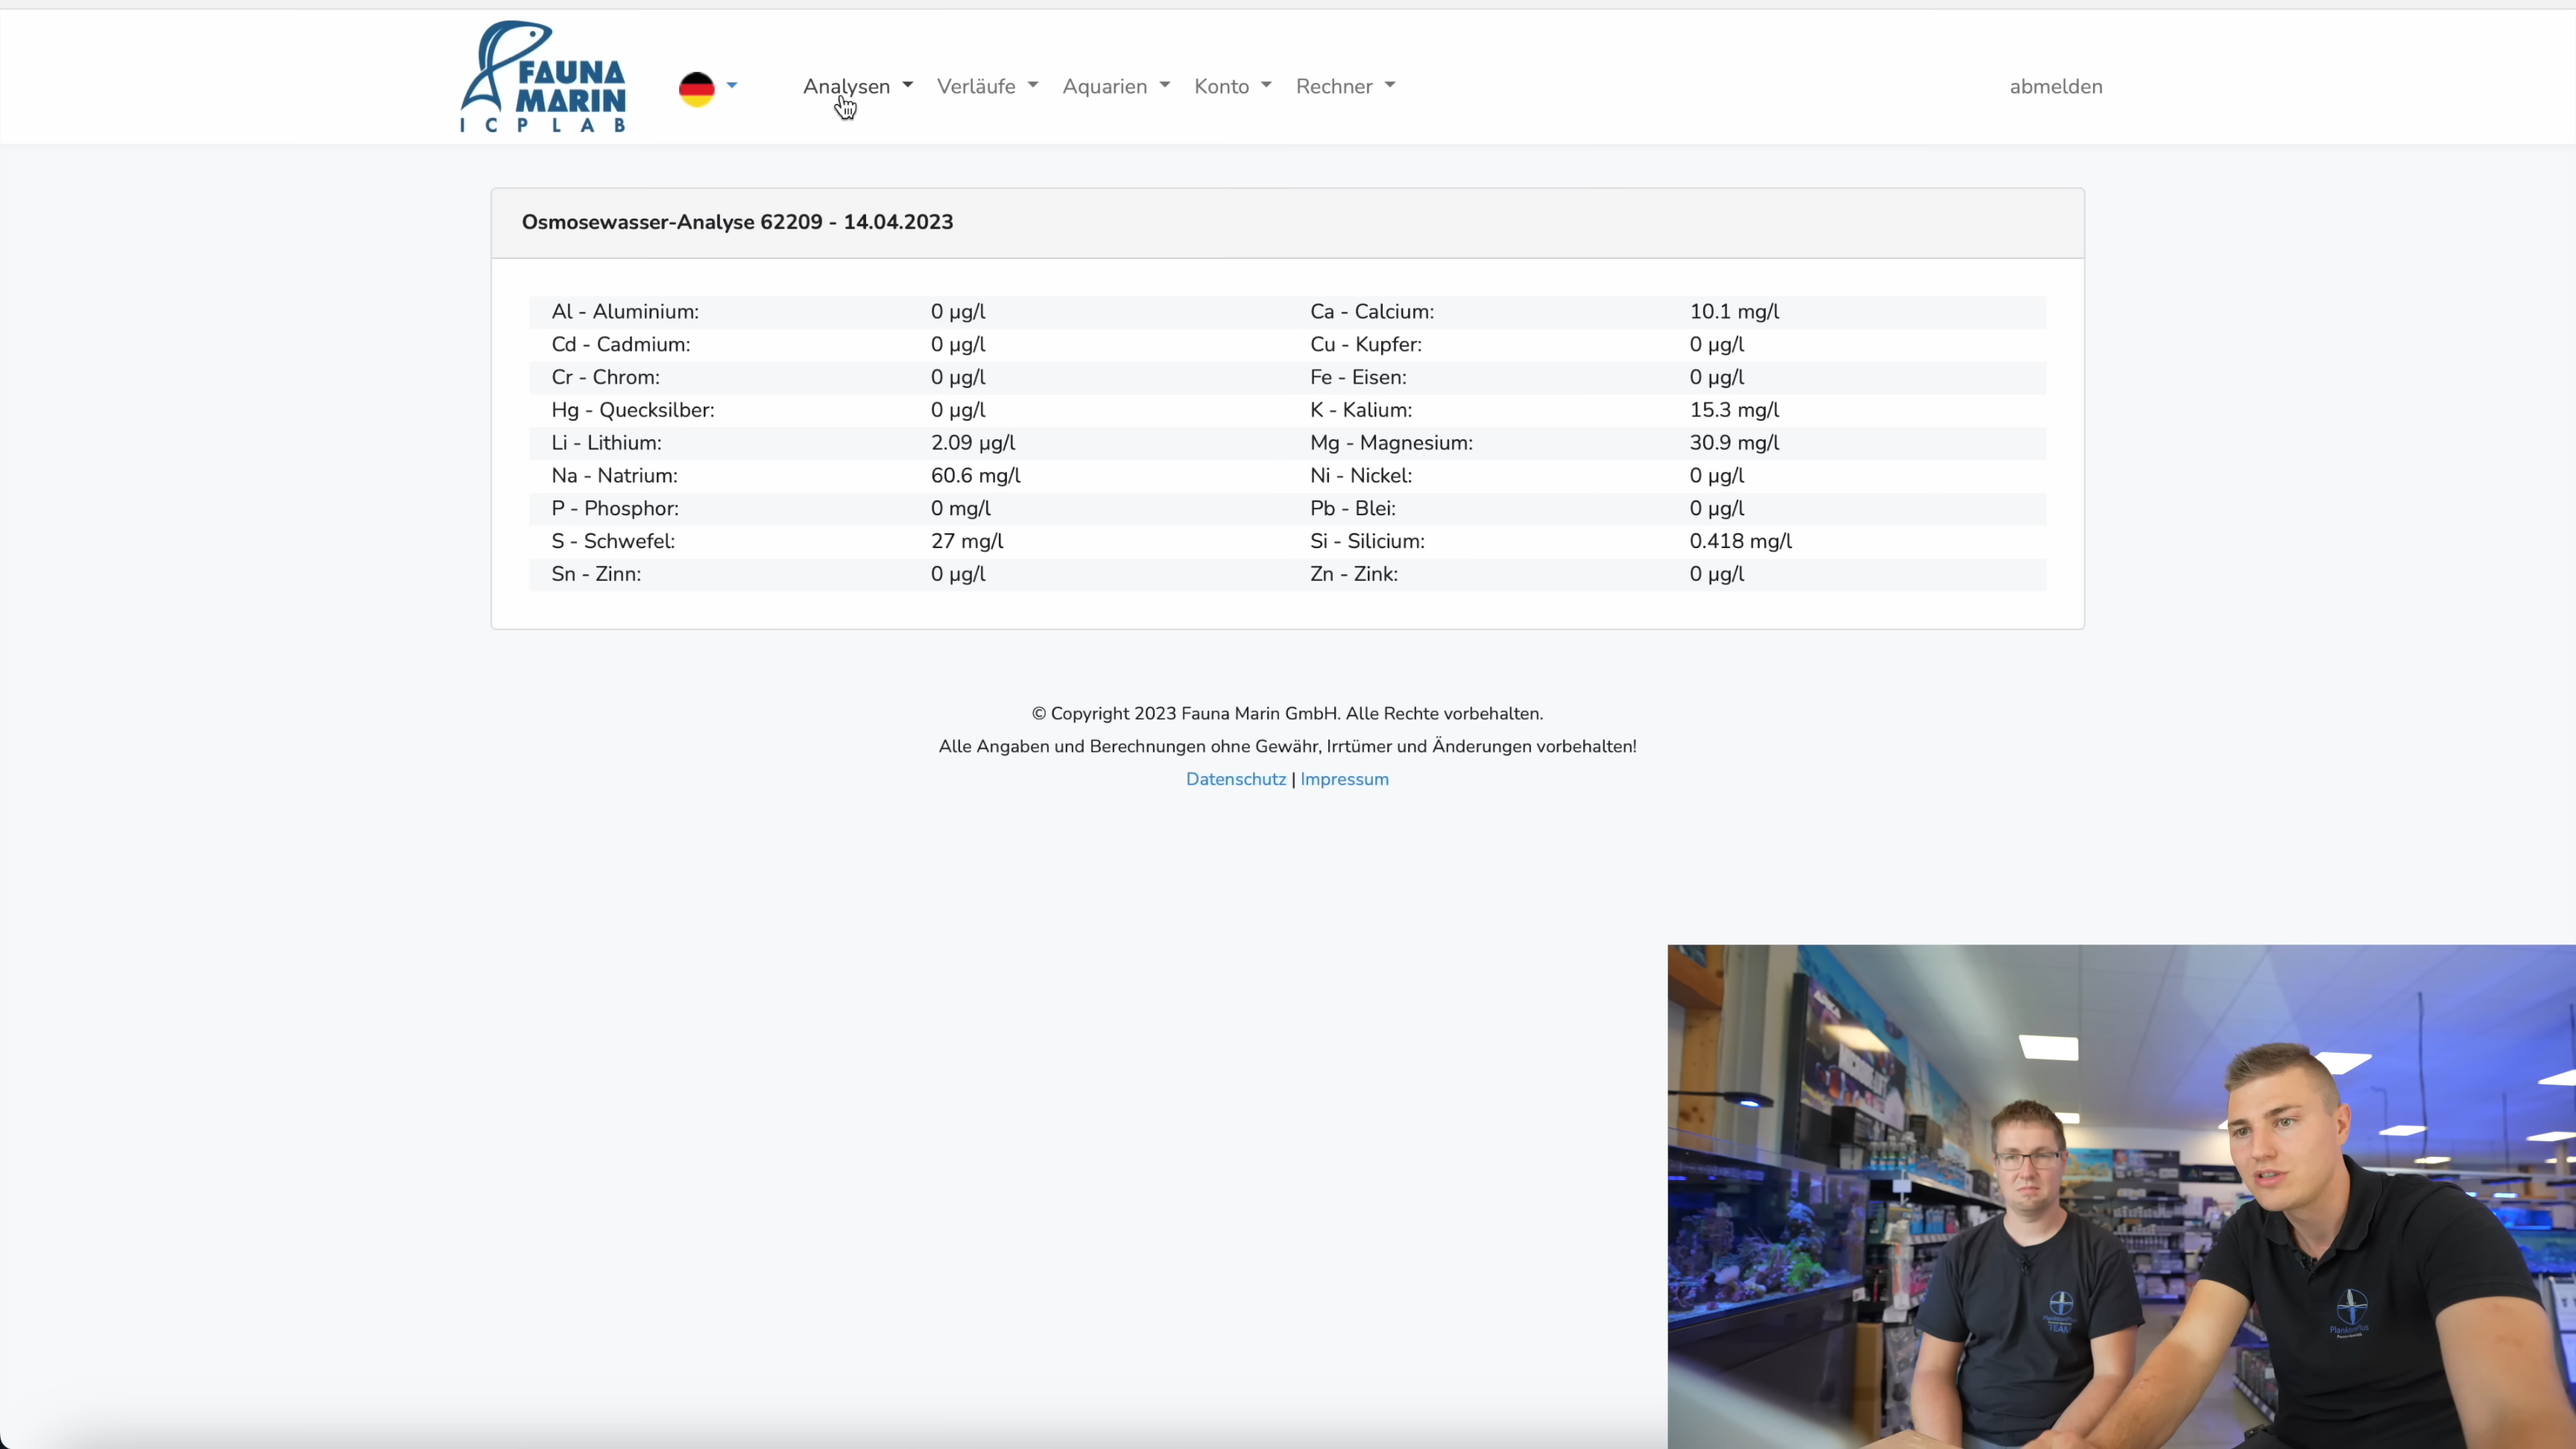 FAUNA
MARIN
ICPLAB
Analysen
Verläufe
Aquarien
Konto
Rechner
abmelden
Osmosewasser-Analyse 62209 - 14.04.2023
Al - Aluminium: 0 µg/l Ca - Calcium: 10.1 mg/l
Cd - Cadmium: 0 µg/l Cu - Kupfer: 0 µg/l
Cr - Chrom: 0 µg/l Fe - Eisen: 0 µg/l
Hg - Quecksilber: 0 µg/l K - Kalium: 15.3 mg/l
Li - Lithium: 2.09 µg/l Mg - Magnesium: 30.9 mg/l
Na - Natrium: 60.6 mg/l Ni - Nickel: 0 µg/l
P - Phosphor: 0 mg/l Pb - Blei: 0 µg/l
S - Schwefel: 27 mg/l Si - Silicium: 0.418 mg/l
Sn - Zinn: 0 µg/l Zn - Zink: 0 µg/l
© Copyright 2023 Fauna Marin GmbH. Alle Rechte vorbehalten.
Alle Angaben und Berechnungen ohne Gewähr, Irrtümer und Änderungen vorbehalten!
Datenschutz | Impressum
TEAM
PlanktonPlus